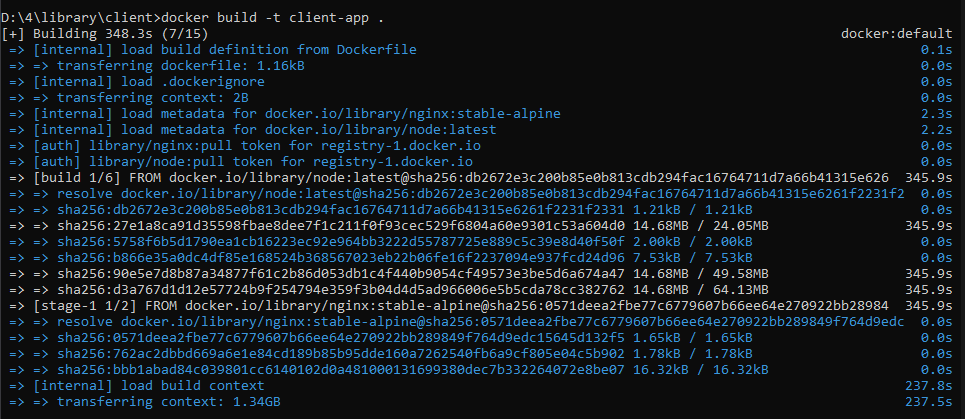 D:\4\library\client>docker build -t client-app .
[+] Building 348.3s (7/15) docker:default
=> [internal] load build definition from Dockerfile 0.1s
=> => transferring dockerfile: 1.16kB 0.0s
=> [internal] load .dockerignore 0.0s
=> => transferring context: 2B 0.0s
=> [internal] load metadata for docker.io/library/nginx:stable-alpine 2.3s
=> [internal] load metadata for docker.io/library/node:latest 2.2s
=> [auth] library/nginx:pull token for registry-1.docker.io 0.0s
=> [auth] library/node:pull token for registry-1.docker.io 0.0s
=> [build 1/6] FROM docker.io/library/node:latest@sha256:db2672e3c200b85e0b813cdb294fac16764711d7a66b41315e626 345.9s
=> => resolve docker.io/library/node:latest@sha256:db2672e3c200b85e0b813cdb294fac16764711d7a66b41315e6261f2231f2 0.0s
=> => sha256:db2672e3c200b85e0b813cdb294fac16764711d7a66b41315e6261f2231f2331 1.21kB / 1.21kB 0.0s
=> => sha256:27e1a8ca91d35598fbae8dee7f1c211f0f93cec529f6804a60e9301c53a604d0 14.68MB / 24.05MB 345.9s
=> => sha256:5758f6b5d1790ea1cb16223ec92e964bb3222d55787725e889c5c39e8d40f50f 2.00kB / 2.00kB 0.0s
=> => sha256:b866e35a0dc4df85e168524b368567023eb22b06fe16f2237094e937fcd24d96 7.53kB / 7.53kB 0.0s
=> => sha256:90e5e7d8b87a34877f61c2b86d053db1c4f440b9054cf49573e3be5d6a674a47 14.68MB / 49.58MB 345.9s
=> => sha256:d3a767d1d12e57724b9f254794e359f3b04d4d5ad966006e5b5cda78cc382762 14.68MB / 64.13MB 345.9s
=> [stage-1 1/2] FROM docker.io/library/nginx:stable-alpine@sha256:0571deea2fbe77c6779607b66ee64e270922bb28984 345.9s
=> => resolve docker.io/library/nginx:stable-alpine@sha256:0571deea2fbe77c6779607b66ee64e270922bb289849f764d9edc 0.0s
=> => sha256:0571deea2fbe77c6779607b66ee64e270922bb289849f764d9edc15645d132f5 1.65kB / 1.65kB 0.0s
=> => sha256:762ac2dbbd669a6e1e84cd189b85b95dde160a7262540fb6a9cf805e04c5b902 1.78kB / 1.78kB 0.0s
=> => sha256:bbb1abad84c039801cc6140102d0a481000131699380dec7b332264072e8be07 16.32kB / 16.32kB 0.0s
=> [internal] load build context 237.8s
=> => transferring context: 1.34GB 237.5s